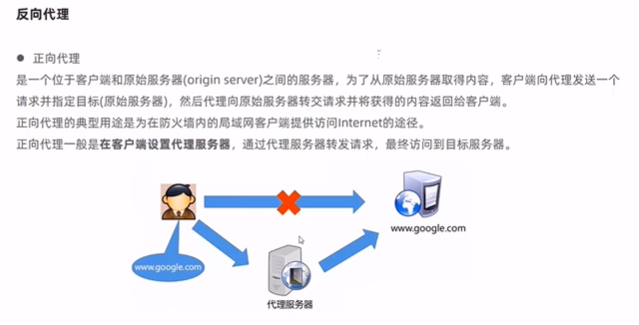 反向代理
● 正向代理
是一个位于客户端和原始服务器(origin server)之间的服务器，为了从原始服务器取得内容，客户端向代理发送一个
请求并指定目标(原始服务器)，然后代理向原始服务器转交请求并将获得的内容返回给客户端。
正向代理的典型用途是为在防火墙内的局域网客户端提供访问Internet的途径。
正向代理一般是在客户端设置代理服务器，通过代理服务器转发请求，最终访问到目标服务器。
www.google.com
www.google.com
代理服务器